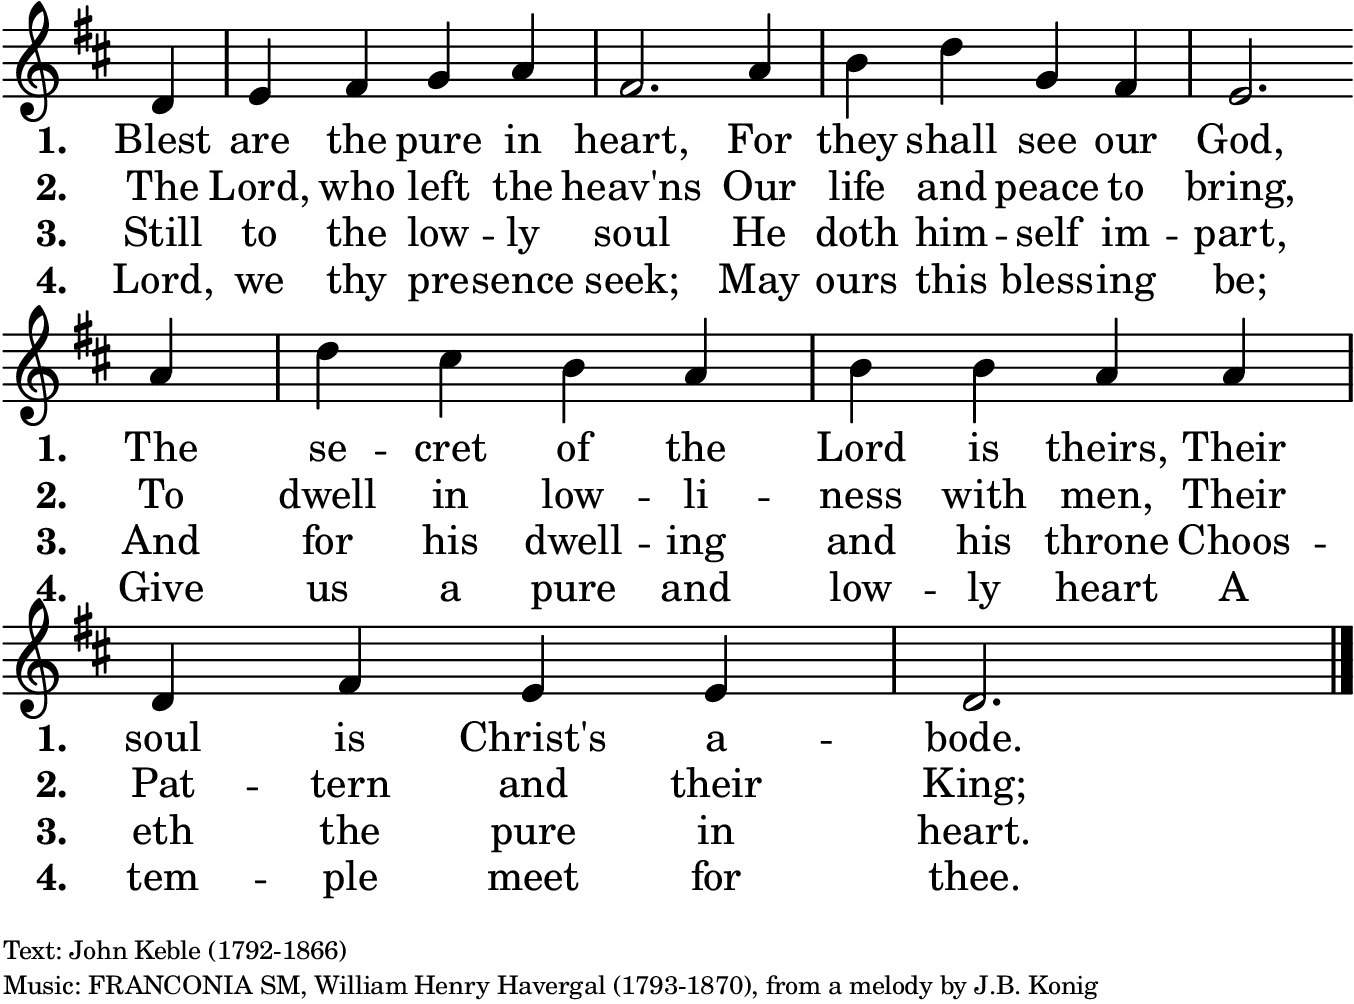 1. Blest are the pure in heart, For they shall see our God,
2. The Lord, who left the heav'ns Our life and peace to bring,
3. Still to the low - ly soul He doth him - self im - part,
4. Lord, we thy presence seek; May ours this blessing be;
1. The se - cret of the Lord is theirs, Their
2. To dwell in low - li - ness with men, Their
3. And for his dwell - ing and his throne Choos -
4. Give us a pure and low - ly heart A
1. soul is Christ's a - bode.
2. Pat - tern and their King;
3. eth the pure in heart.
4. tem - ple meet for thee.
Text: John Keble (1792-1866)
Music: FRANCONIA SM, William Henry Havergal (1793-1870), from a melody by J.B. Konig